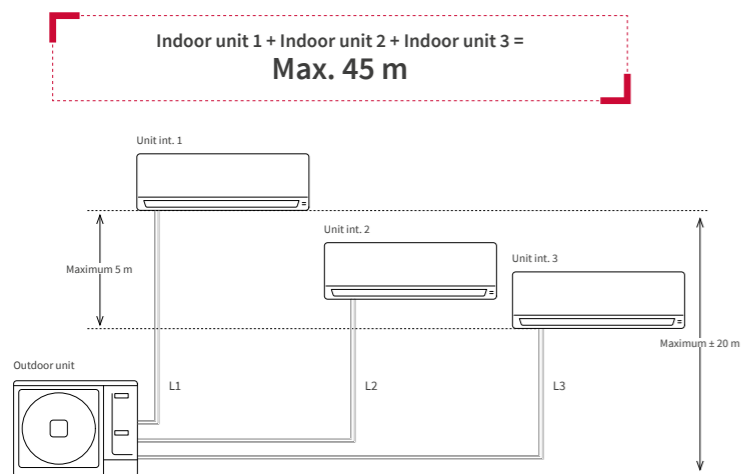 Indoor unit 1 + Indoor unit 2 + Indoor unit 3 =
Max. 45 m
Unit int. 1
Unit int. 2
Unit int. 3
Maximum 5 m
Maximum ± 20 m
Outdoor unit
L1
L2
L3